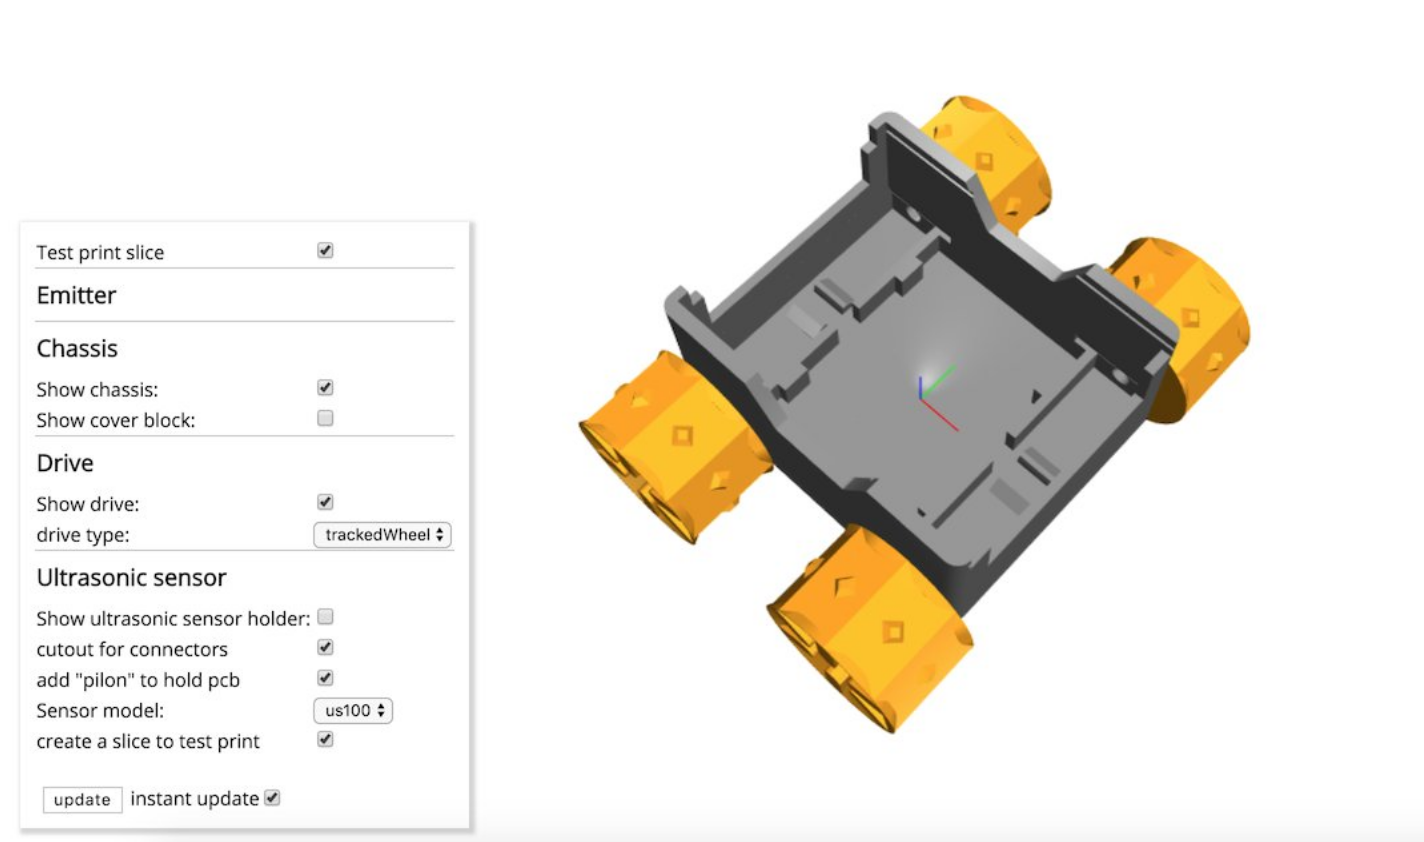 Test print slice
Emitter
Chassis
Show chassis:
Show cover block:
Drive
Show drive:
drive type: trackedWheel
Ultrasonic sensor
Show ultrasonic sensor holder:
cutout for connectors
add "pilon" to hold pcb
Sensor model: us100
create a slice to test print
update instant update